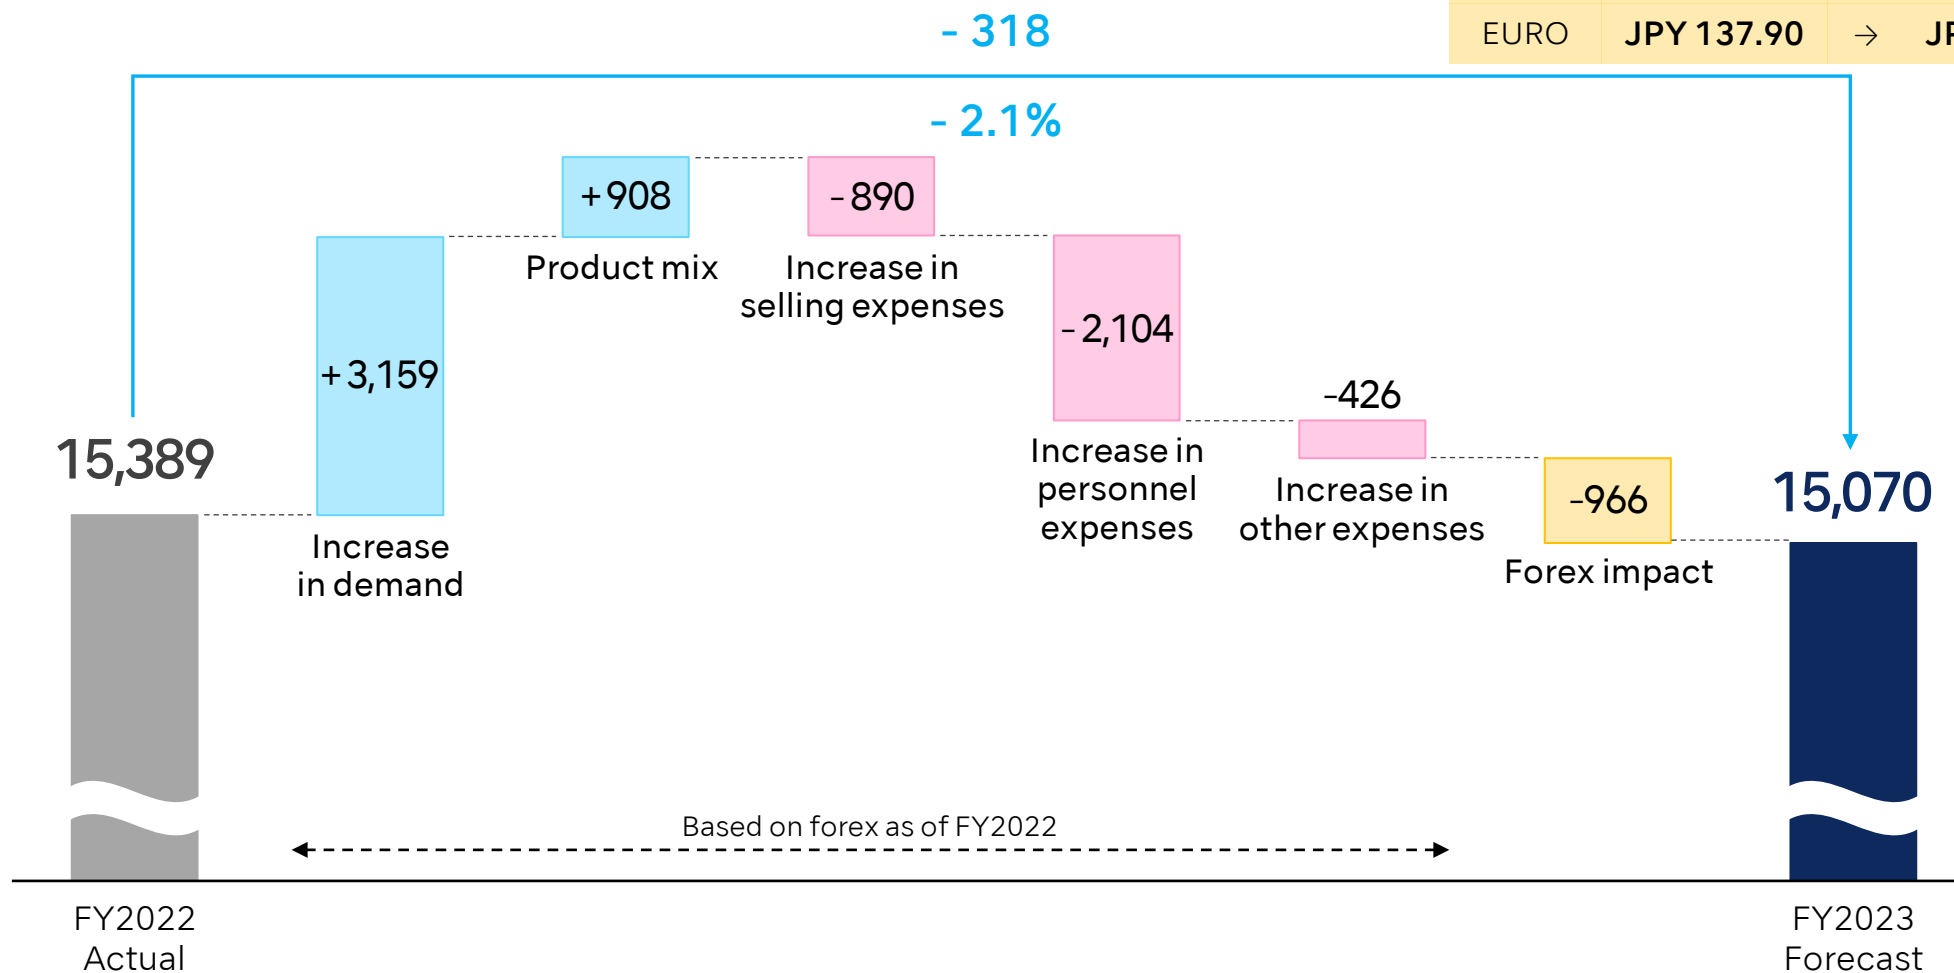 - 318
EURO JPY 137.90 →
- 2.1%
+908
-890
Product mix
Increase in
selling expenses
+3,159
-2,104
-426
15,389
Increase in
personnel
expenses
Increase in
other expenses
-966
15,070
Increase
in demand
Forex impact
Based on forex as of FY2022
FY2022
Actual
FY2023
Forecast